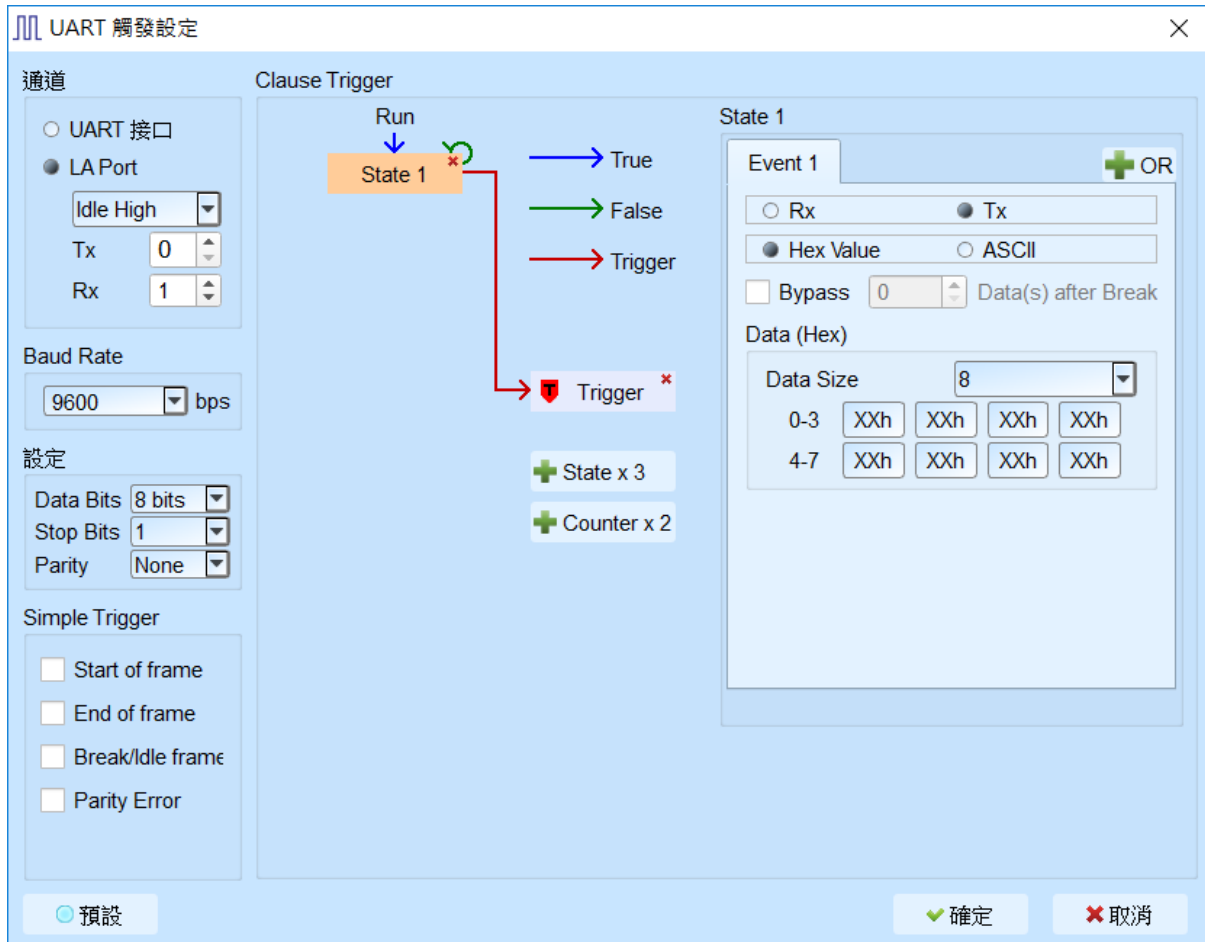 UART 觸發設定
通道
UART 接口
LA Port
Idle High
Tx 0
Rx 1
Baud Rate
9600 bps
設定
Data Bits 8 bits
Stop Bits 1
Parity None
Simple Trigger
Start of frame
End of frame
Break/Idle frame
Parity Error
Clause Trigger
Run
State 1
True
False
Trigger
T Trigger
State x 3
Counter x 2
State 1
Event 1
OR
Rx Tx
Hex Value ASCII
Bypass 0 Data(s) after Break
Data (Hex)
Data Size 8
0-3 XXh XXh XXh XXh
4-7 XXh XXh XXh XXh
預設
確定
取消